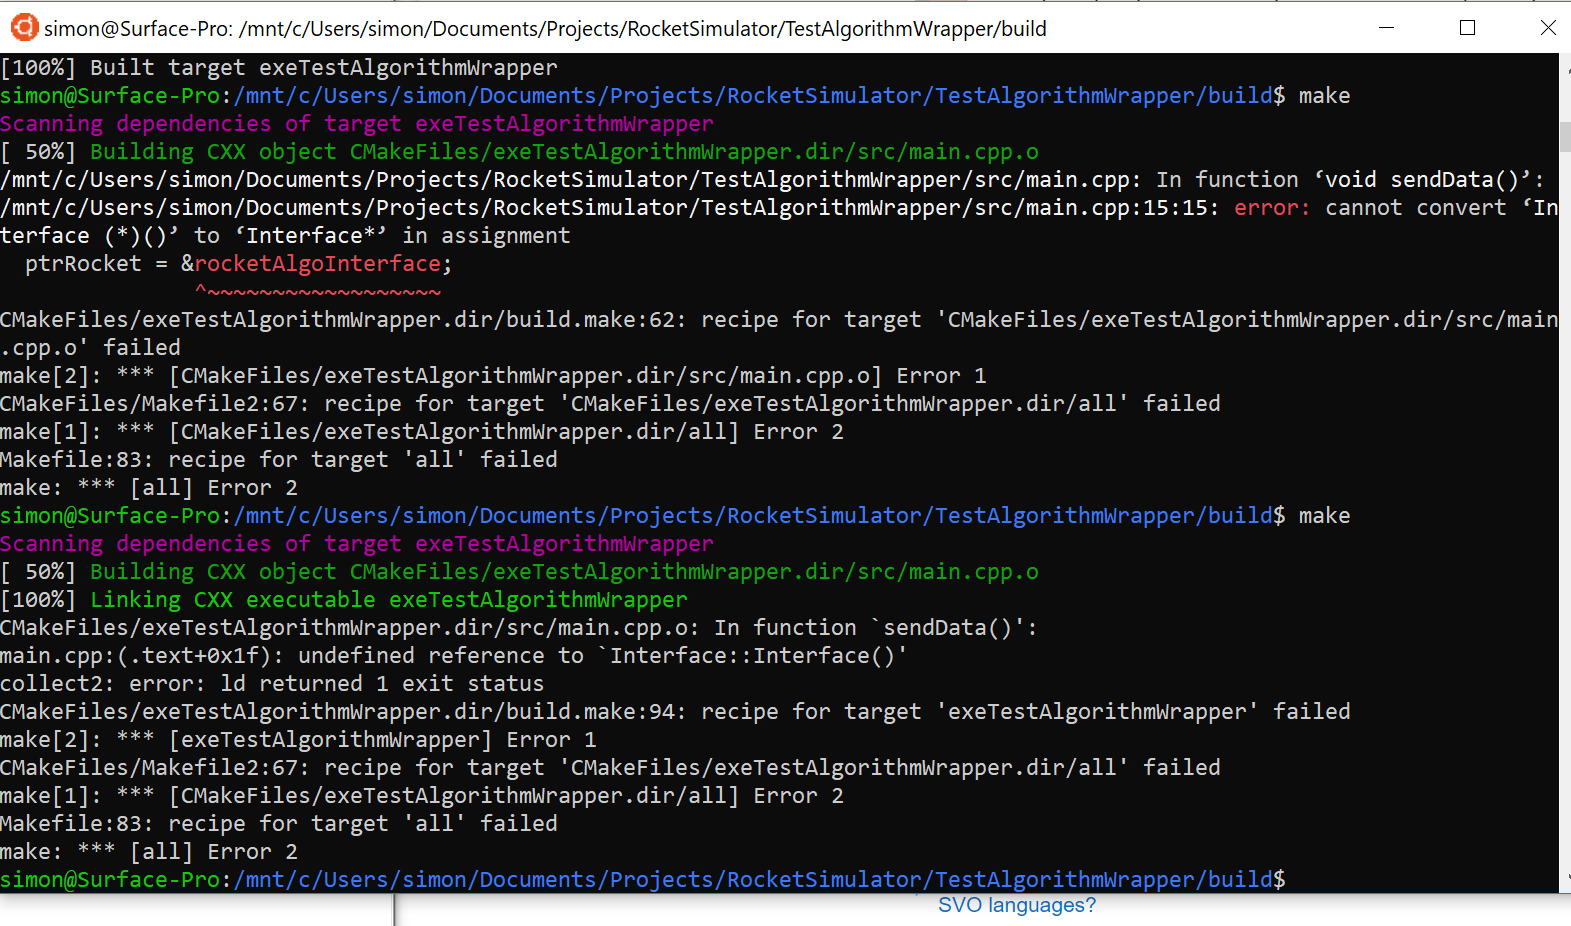 simon@Surface-Pro: /mnt/c/Users/simon/Documents/Projects/RocketSimulator/TestAlgorithmWrapper/build
[100%] Built target exeTestAlgorithmWrapper
simon@Surface-Pro:/mnt/c/Users/simon/Documents/Projects/RocketSimulator/TestAlgorithmWrapper/build$ make
Scanning dependencies of target exeTestAlgorithmWrapper
[ 50%] Building CXX object CMakeFiles/exeTestAlgorithmWrapper.dir/src/main.cpp.o
/mnt/c/Users/simon/Documents/Projects/RocketSimulator/TestAlgorithmWrapper/src/main.cpp: In function ‘void sendData()’:
/mnt/c/Users/simon/Documents/Projects/RocketSimulator/TestAlgorithmWrapper/src/main.cpp:15:15: error: cannot convert ‘In
terface (*)()’ to ‘Interface*’ in assignment
  ptrRocket = &rocketAlgoInterface;
               ^~~~~~~~~~~~~~~~~~~
CMakeFiles/exeTestAlgorithmWrapper.dir/build.make:62: recipe for target 'CMakeFiles/exeTestAlgorithmWrapper.dir/src/main
.cpp.o' failed
make[2]: *** [CMakeFiles/exeTestAlgorithmWrapper.dir/src/main.cpp.o] Error 1
CMakeFiles/Makefile2:67: recipe for target 'CMakeFiles/exeTestAlgorithmWrapper.dir/all' failed
make[1]: *** [CMakeFiles/exeTestAlgorithmWrapper.dir/all] Error 2
Makefile:83: recipe for target 'all' failed
make: *** [all] Error 2
simon@Surface-Pro:/mnt/c/Users/simon/Documents/Projects/RocketSimulator/TestAlgorithmWrapper/build$ make
Scanning dependencies of target exeTestAlgorithmWrapper
[ 50%] Building CXX object CMakeFiles/exeTestAlgorithmWrapper.dir/src/main.cpp.o
[100%] Linking CXX executable exeTestAlgorithmWrapper
CMakeFiles/exeTestAlgorithmWrapper.dir/src/main.cpp.o: In function `sendData()':
main.cpp:(.text+0x1f): undefined reference to `Interface::Interface()'
collect2: error: ld returned 1 exit status
CMakeFiles/exeTestAlgorithmWrapper.dir/build.make:94: recipe for target 'exeTestAlgorithmWrapper' failed
make[2]: *** [exeTestAlgorithmWrapper] Error 1
CMakeFiles/Makefile2:67: recipe for target 'CMakeFiles/exeTestAlgorithmWrapper.dir/all' failed
make[1]: *** [CMakeFiles/exeTestAlgorithmWrapper.dir/all] Error 2
Makefile:83: recipe for target 'all' failed
make: *** [all] Error 2
simon@Surface-Pro:/mnt/c/Users/simon/Documents/Projects/RocketSimulator/TestAlgorithmWrapper/build$
SVO languages?